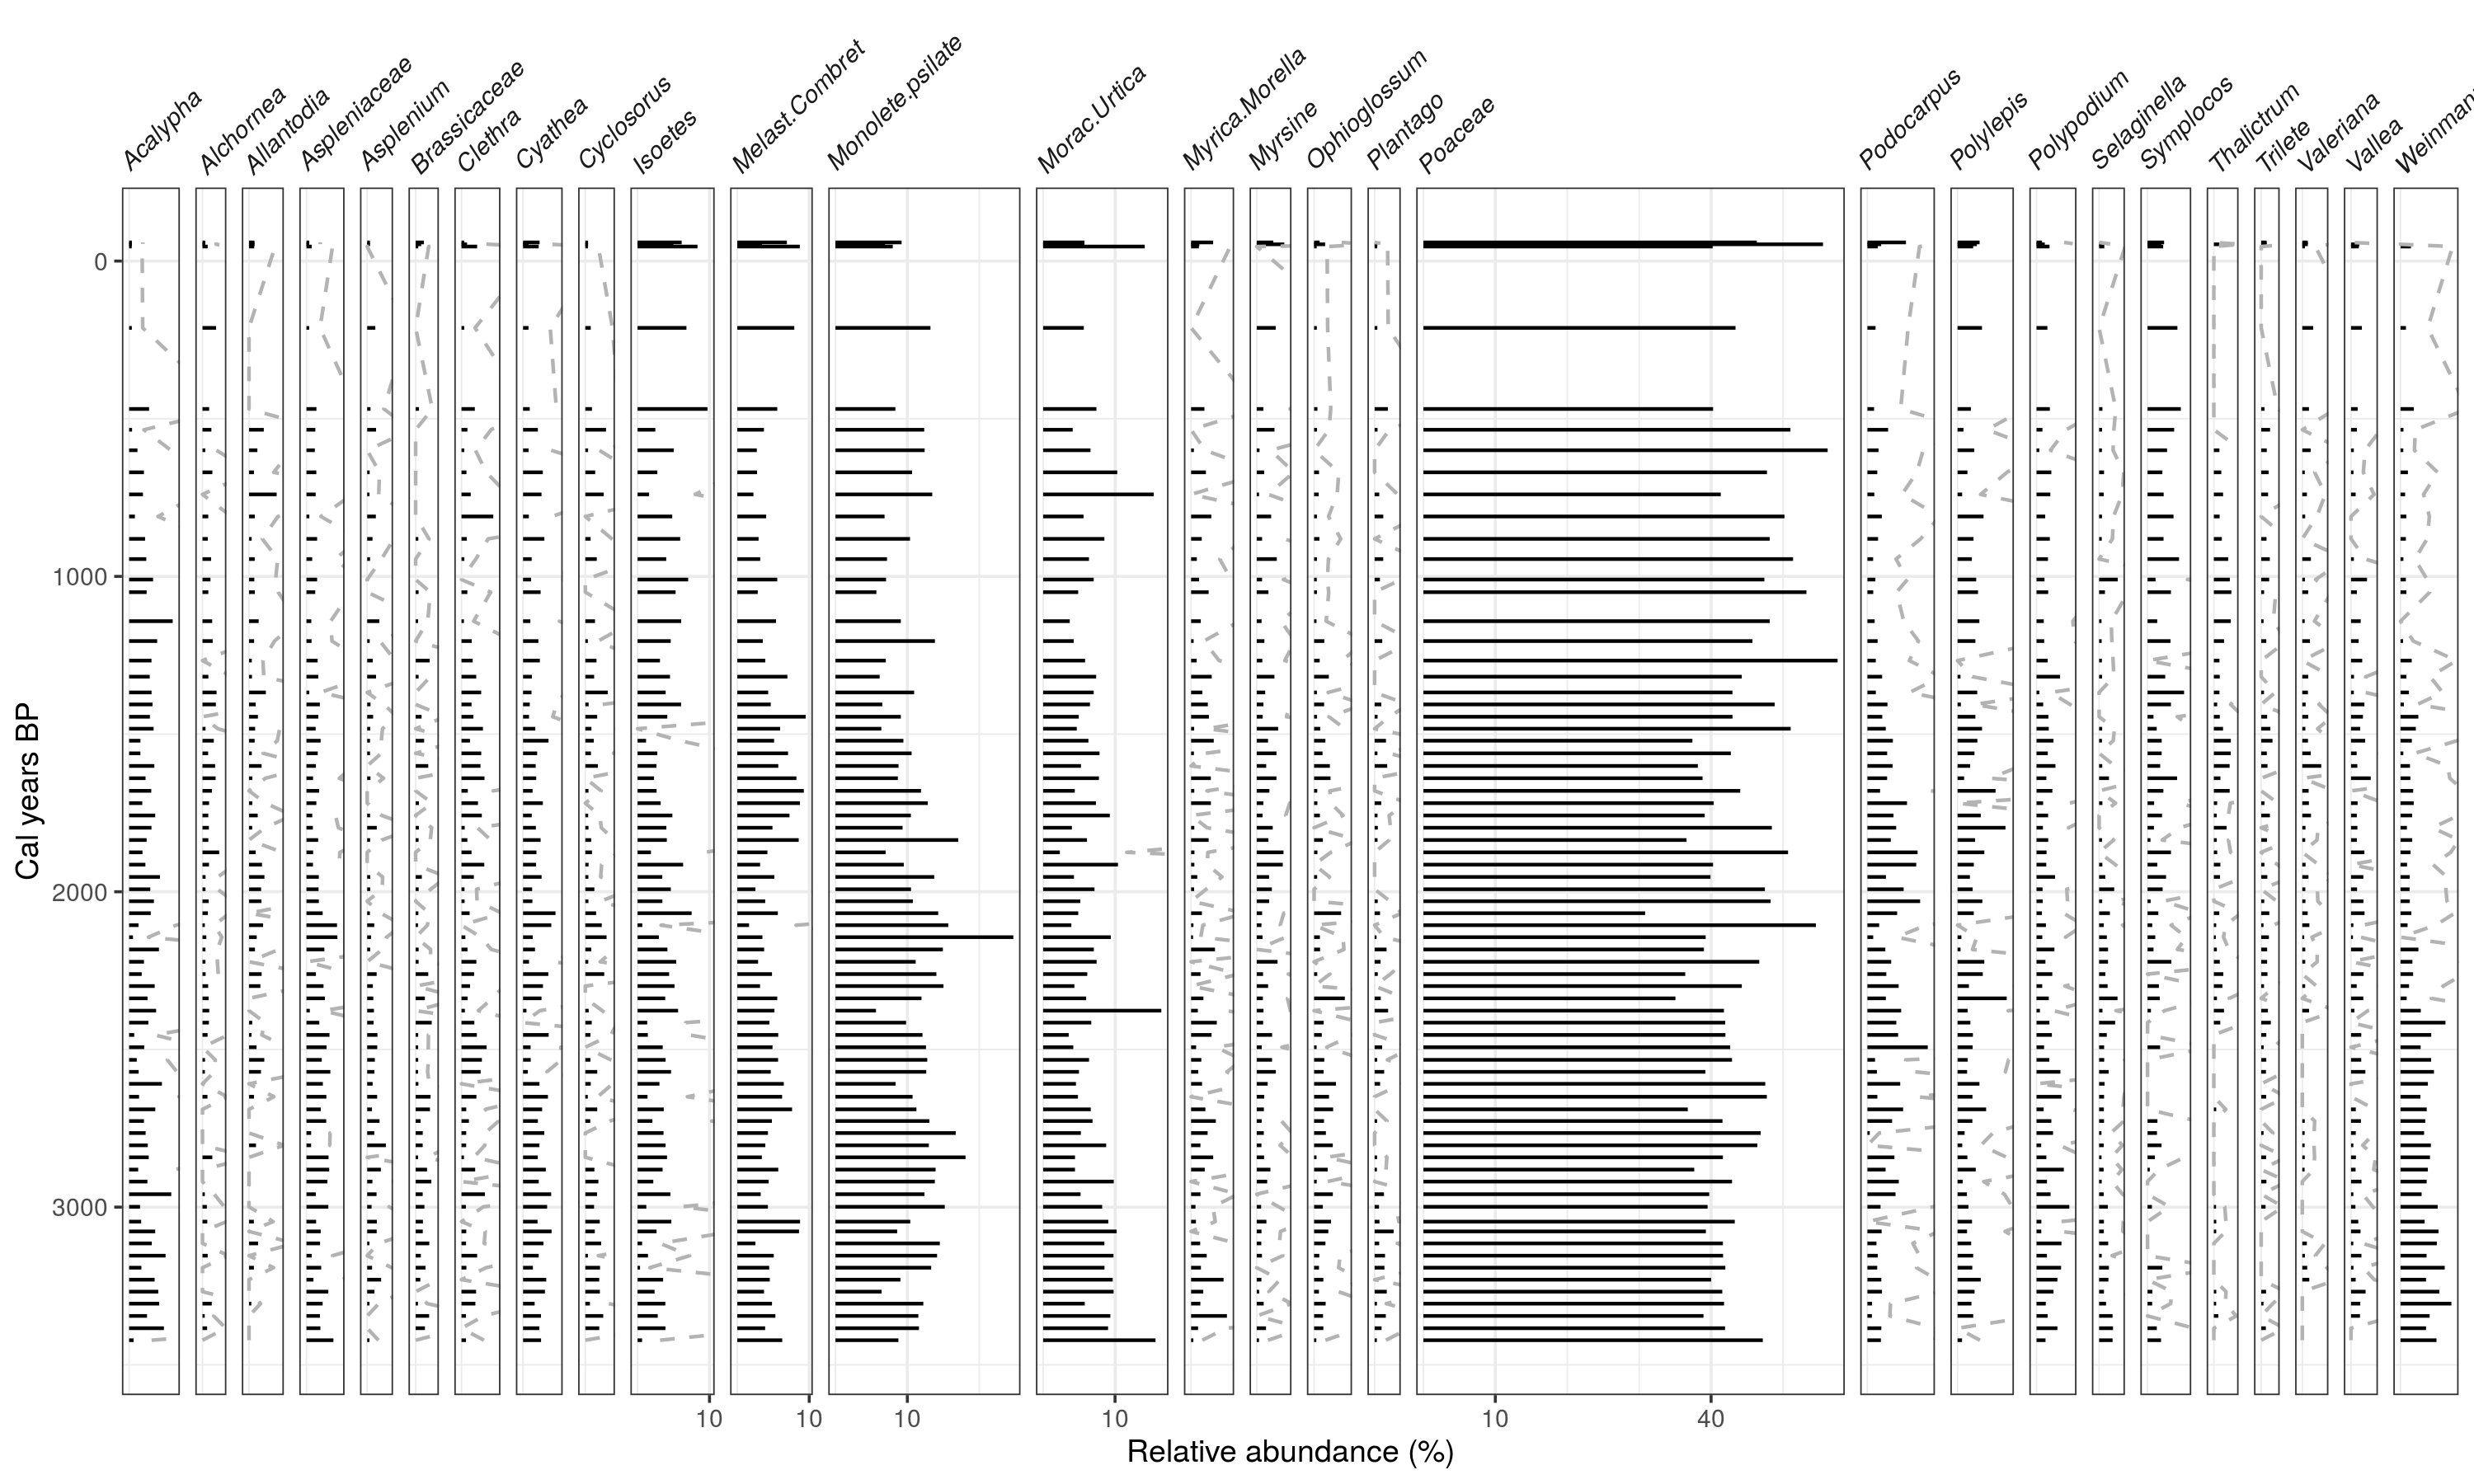 Acalypha
Alchornea
Allantodia
Aspleniaceae
Asplenium
Brassicaceae
Clethra
Cyathea
Cyclosorus
Isoetes
Melast.Combret
Monolete.psilate
Morac.Urtica
Myrica.Morella
Myrsine
Ophioglossum
Plantago
Poaceae
Podocarpus
Polylepis
Polypodium
Selaginella
Symplocos
Thalictrum
Trilete
Valeriana
Vallea
Weinman
0
1000
2000
3000
Cal years BP
10
10
10
10
10
40
Relative abundance (%)